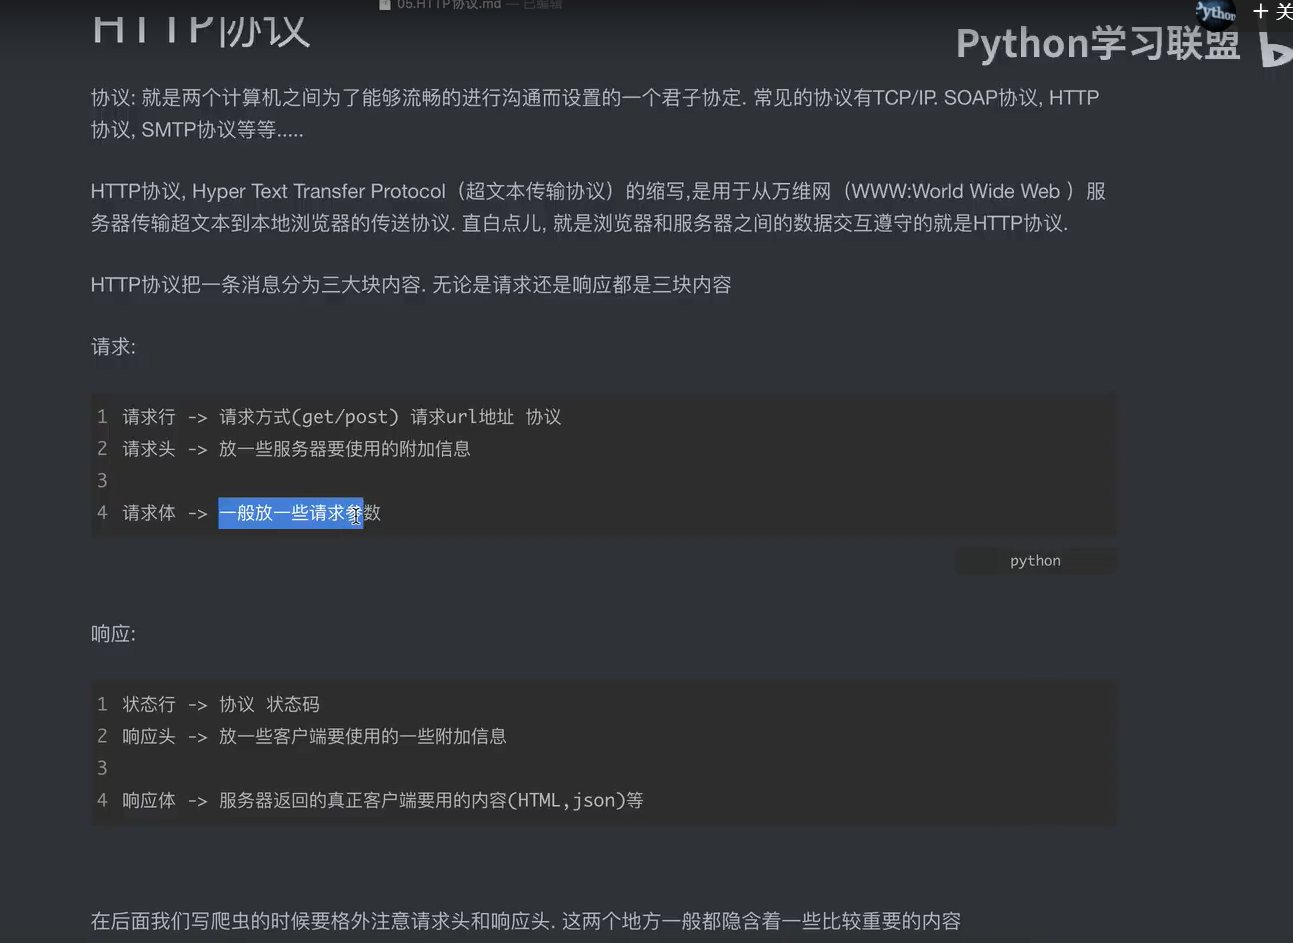 05.HTTP协议.md — 已编辑
HTTP协议
Python
+ 关
Python学习联盟
协议: 就是两个计算机之间为了能够流畅的进行沟通而设置的一个君子协定. 常见的协议有TCP/IP. SOAP协议, HTTP
协议, SMTP协议等等.....
HTTP协议, Hyper Text Transfer Protocol（超文本传输协议）的缩写,是用于从万维网（WWW:World Wide Web ）服
务器传输超文本到本地浏览器的传送协议. 直白点儿, 就是浏览器和服务器之间的数据交互遵守的就是HTTP协议.
HTTP协议把一条消息分为三大块内容. 无论是请求还是响应都是三块内容
请求:
1 请求行 -> 请求方式(get/post) 请求url地址 协议
2 请求头 -> 放一些服务器要使用的附加信息
3
4 请求体 -> 一般放一些请求参数
python
响应:
1 状态行 -> 协议 状态码
2 响应头 -> 放一些客户端要使用的一些附加信息
3
4 响应体 -> 服务器返回的真正客户端要用的内容(HTML,json)等
在后面我们写爬虫的时候要格外注意请求头和响应头. 这两个地方一般都隐含着一些比较重要的内容